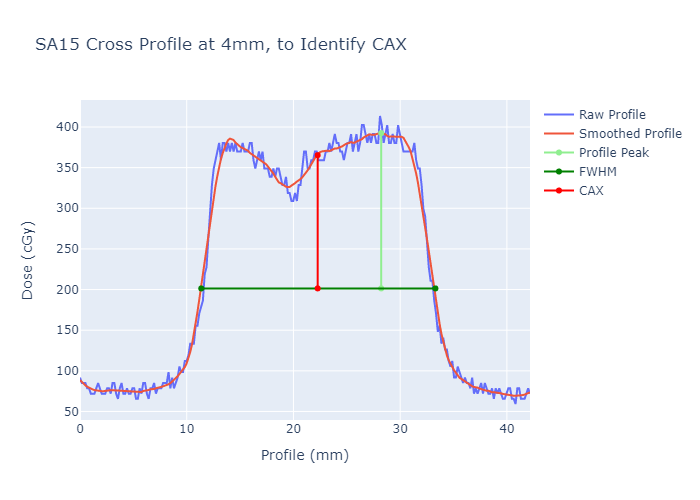 SA15 Cross Profile at 4mm, to Identify CAX
Raw Profile
Smoothed Profile
Profile Peak
FWHM
CAX
400
350
300
250
200
150
100
50
0
10
20
30
40
Dose (cGy)
Profile (mm)